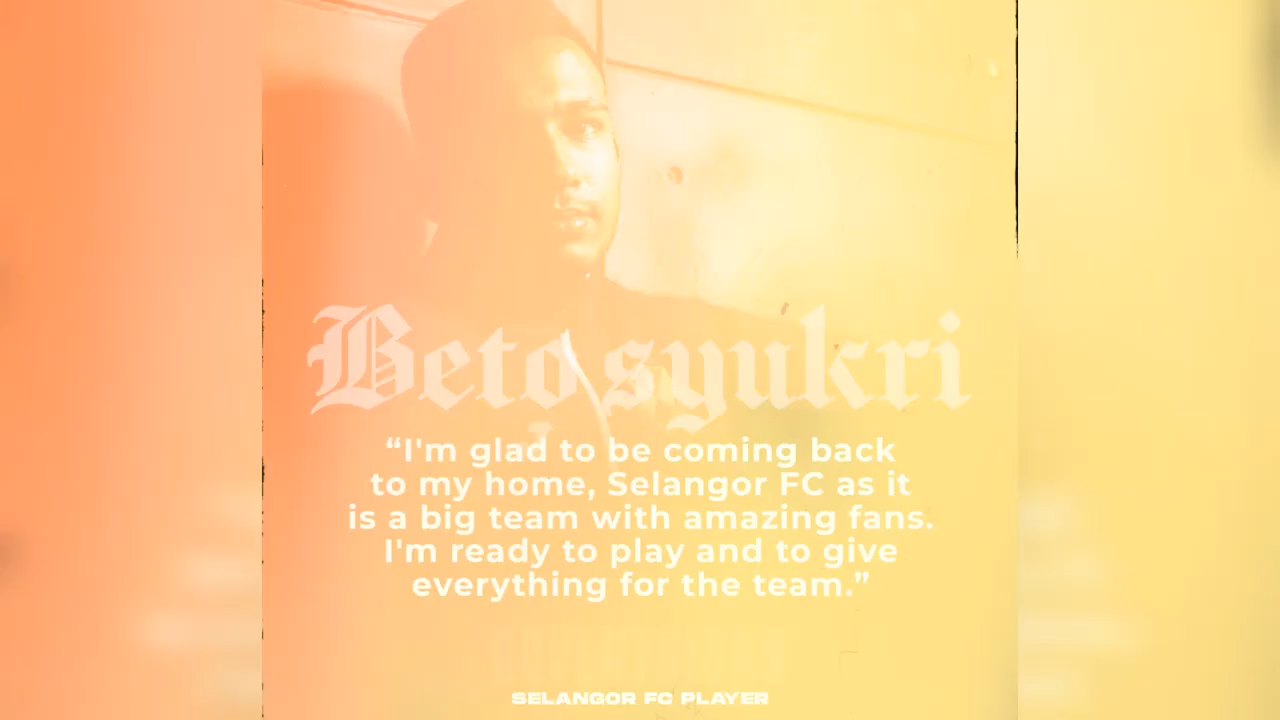 Beto syukri
“I'm glad to be coming back
to my home, Selangor FC as it
is a big team with amazing fans.
I'm ready to play and to give
everything for the team.”
SELANGOR FC PLAYER